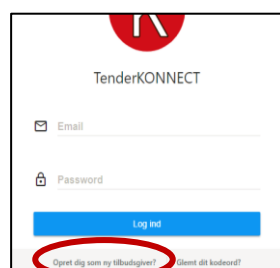 TenderKONNECT
Email
Password
Log ind
Opret dig som ny tilbudsgiver? Glemt dit kodeord?